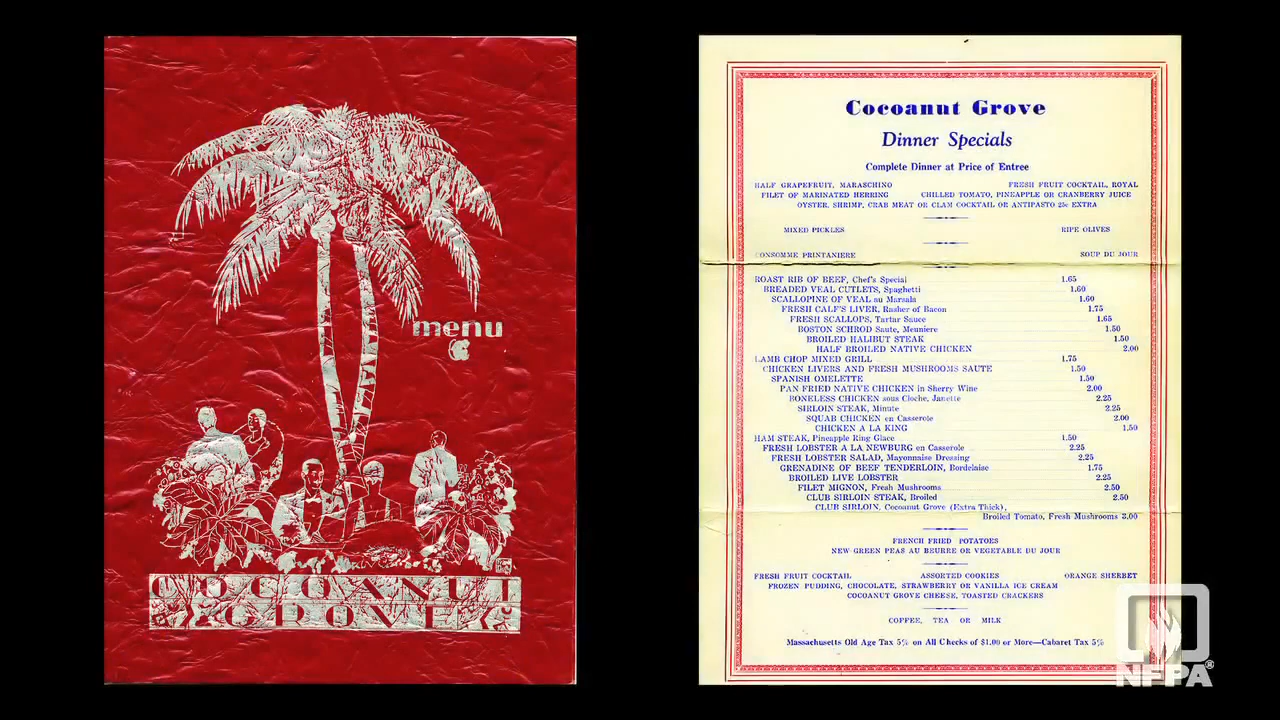 menu
COCOANUT
GROVE
Cocoanut Grove
Dinner Specials
Complete Dinner at Price of Entree
HALF GRAPEFRUIT, MARASCHINO FRESH FRUIT COCKTAIL, ROYAL
FILET OF MARINATED HERRING CHILLED TOMATO, PINEAPPLE OR CRANBERRY JUICE
OYSTER, SHRIMP, CRAB MEAT OR CLAM COCKTAIL OR ANTIPASTO 25c EXTRA
MIXED PICKLES RIPE OLIVES
CONSOMME PRINTANIERE SOUP DU JOUR
ROAST RIB OF BEEF, Chef's Special 1.65
BREADED VEAL CUTLETS, Spaghetti 1.60
SCALLOPINE OF VEAL au Marsala 1.60
FRESH CALF'S LIVER, Rasher of Bacon 1.75
FRESH SCALLOPS, Tartar Sauce 1.65
BOSTON SCHROD Saute, Meuniere 1.50
BROILED HALIBUT STEAK 1.50
HALF BROILED NATIVE CHICKEN 2.00
LAMB CHOP MIXED GRILL 1.75
CHICKEN LIVERS AND FRESH MUSHROOMS SAUTE 1.50
SPANISH OMELETTE 1.50
PAN FRIED NATIVE CHICKEN in Sherry Wine 2.00
BONELESS CHICKEN sous Cloche, Janette 2.25
SIRLOIN STEAK, Minute 2.25
SQUAB CHICKEN en Casserole 2.00
CHICKEN A LA KING 1.50
HAM STEAK, Pineapple Ring Glace 1.50
FRESH LOBSTER A LA NEWBURG en Casserole 2.25
FRESH LOBSTER SALAD, Mayonnaise Dressing 2.25
GRENADINE OF BEEF TENDERLOIN, Bordelaise 1.75
BROILED LIVE LOBSTER 2.25
FILET MIGNON, Fresh Mushrooms 2.50
CLUB SIRLOIN STEAK, Broiled 2.50
CLUB SIRLOIN, Cocoanut Grove (Extra Thick),
Broiled Tomato, Fresh Mushrooms 3.00
FRENCH FRIED POTATOES
NEW GREEN PEAS AU BEURRE OR VEGETABLE DU JOUR
FRESH FRUIT COCKTAIL ASSORTED COOKIES ORANGE SHERBET
FROZEN PUDDING, CHOCOLATE, STRAWBERRY OR VANILLA ICE CREAM
COCOANUT GROVE CHEESE, TOASTED CRACKERS
COFFEE, TEA OR MILK
Massachusetts Old Age Tax 5% on All Checks of $1.00 or More—Cabaret Tax 5%
NFPA®